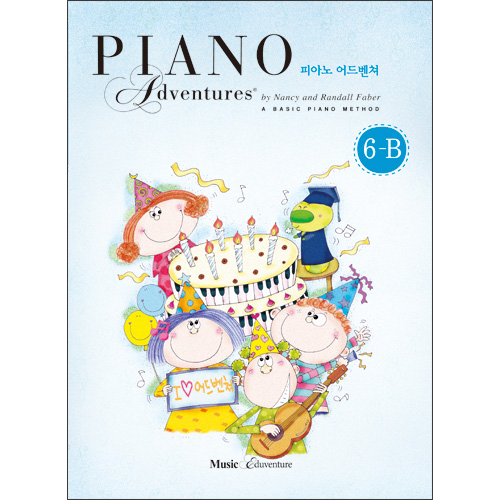 PIANO
피아노 어드벤쳐
Adventures®
by Nancy and Randall Faber
A BASIC PIANO METHOD
6-B
I ♡ 어드벤쳐
Music Eduventure